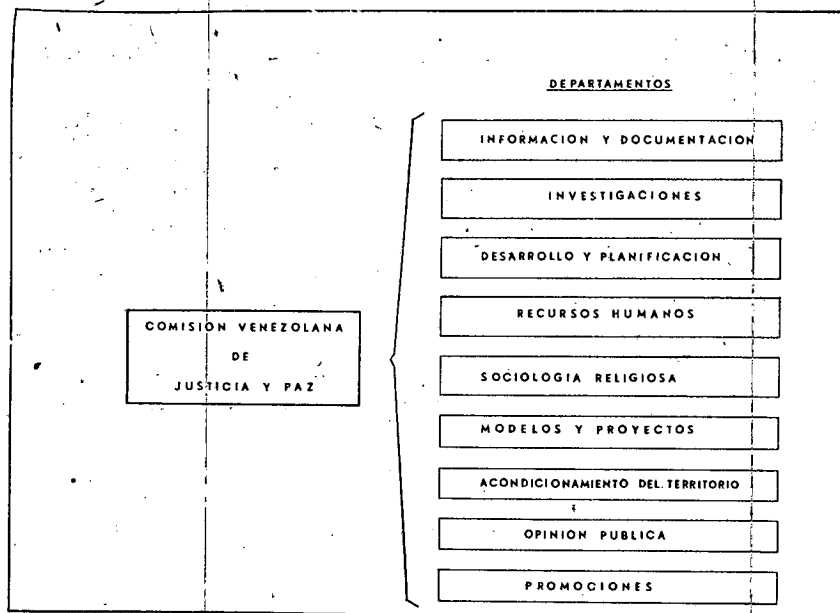 DEPARTAMENTOS
INFORMACION Y DOCUMENTACION
INVESTIGACIONES
DESARROLLO Y PLANIFICACION
RECURSOS HUMANOS
COMISION VENEZOLANA
DE
JUSTICIA Y PAZ
SOCIOLOGIA RELIGIOSA
MODELOS Y PROYECTOS
ACONDICIONAMIENTO DEL TERRITORIO
OPINION PUBLICA
PROMOCIONES